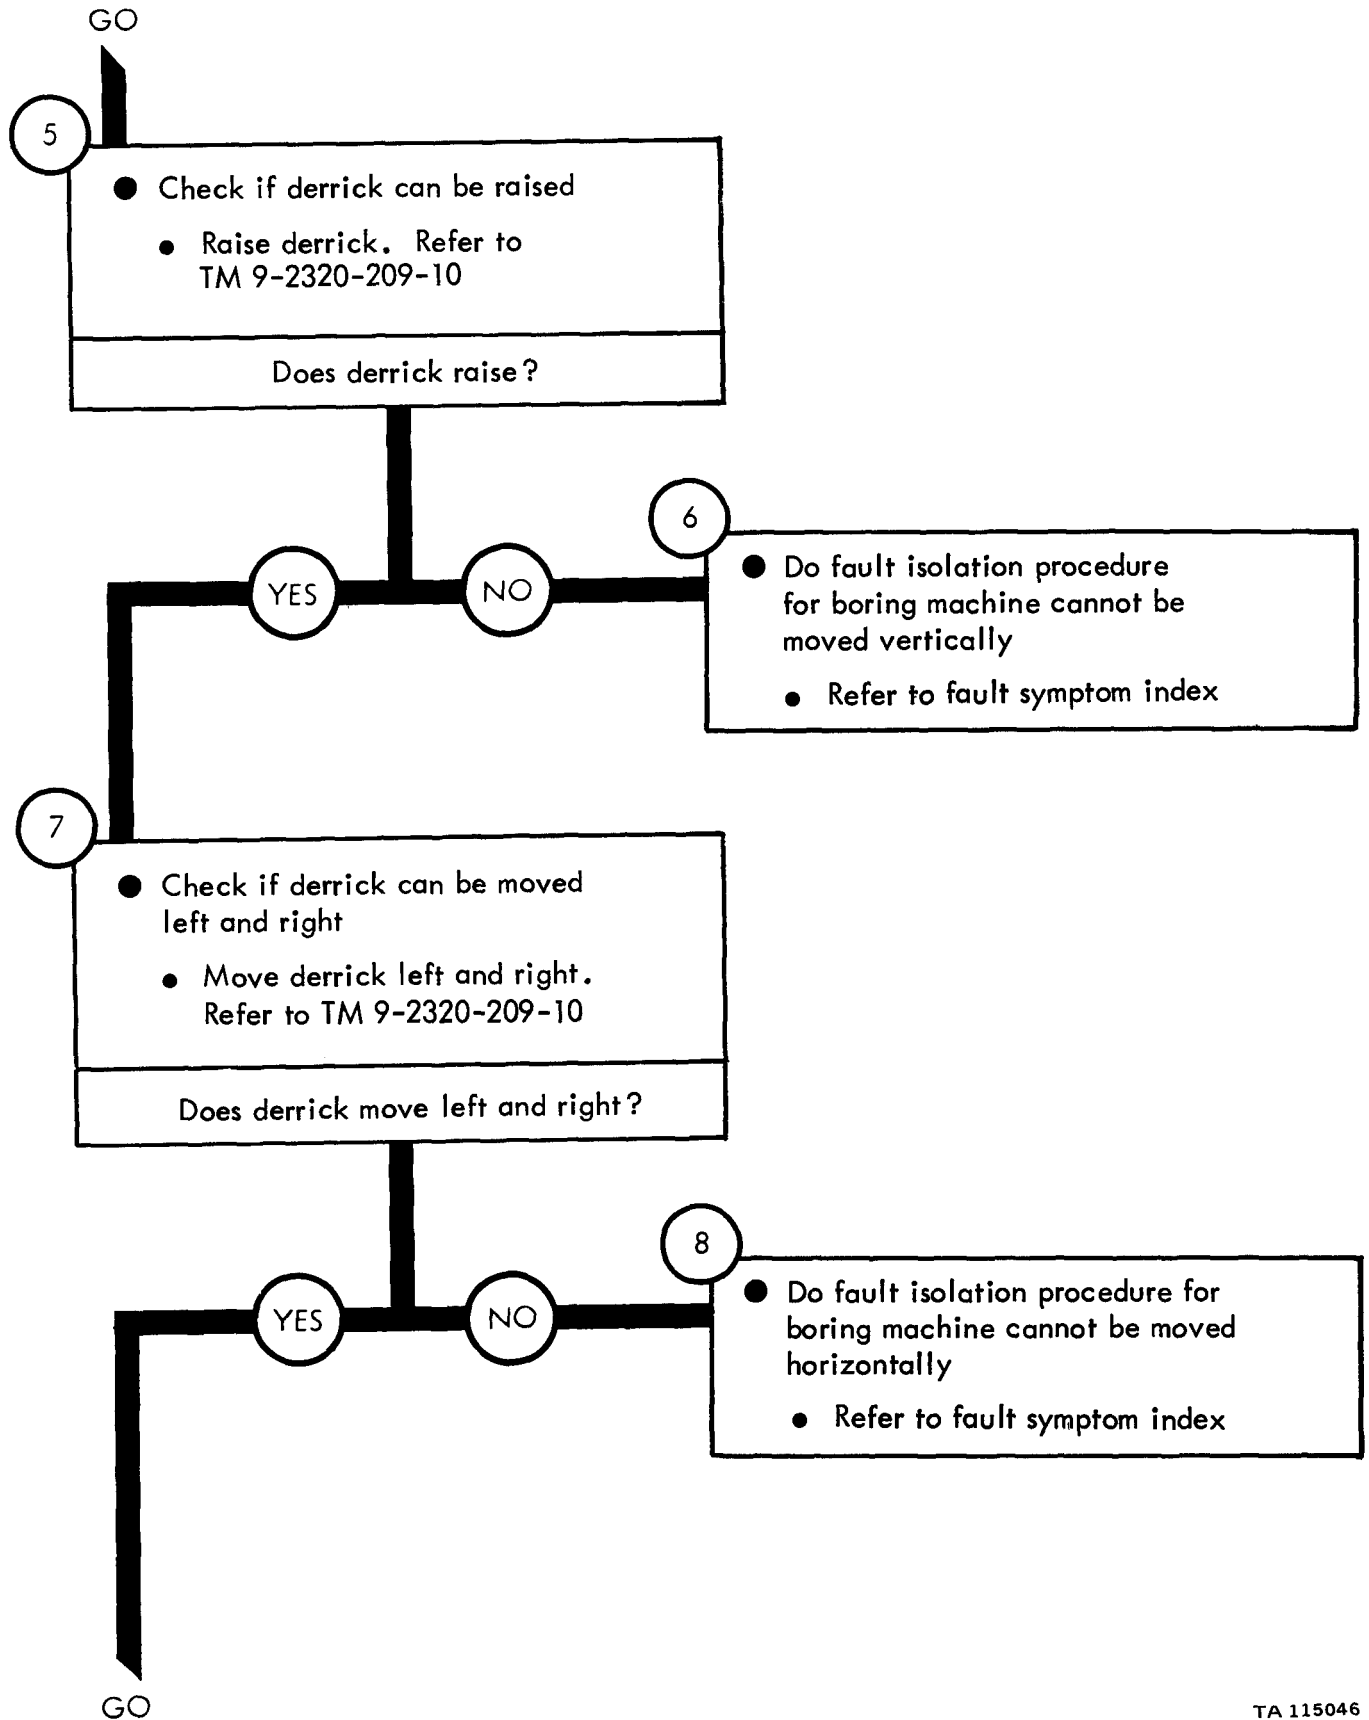 GO
5
● Check if derrick can be raised
● Raise derrick. Refer to
TM 9-2320-209-10
Does derrick raise?
YES
NO
6
● Do fault isolation procedure
for boring machine cannot be
moved vertically
● Refer to fault symptom index
7
● Check if derrick can be moved
left and right
● Move derrick left and right.
Refer to TM 9-2320-209-10
Does derrick move left and right?
YES
NO
8
● Do fault isolation procedure for
boring machine cannot be moved
horizontally
● Refer to fault symptom index
GO
TA 115046